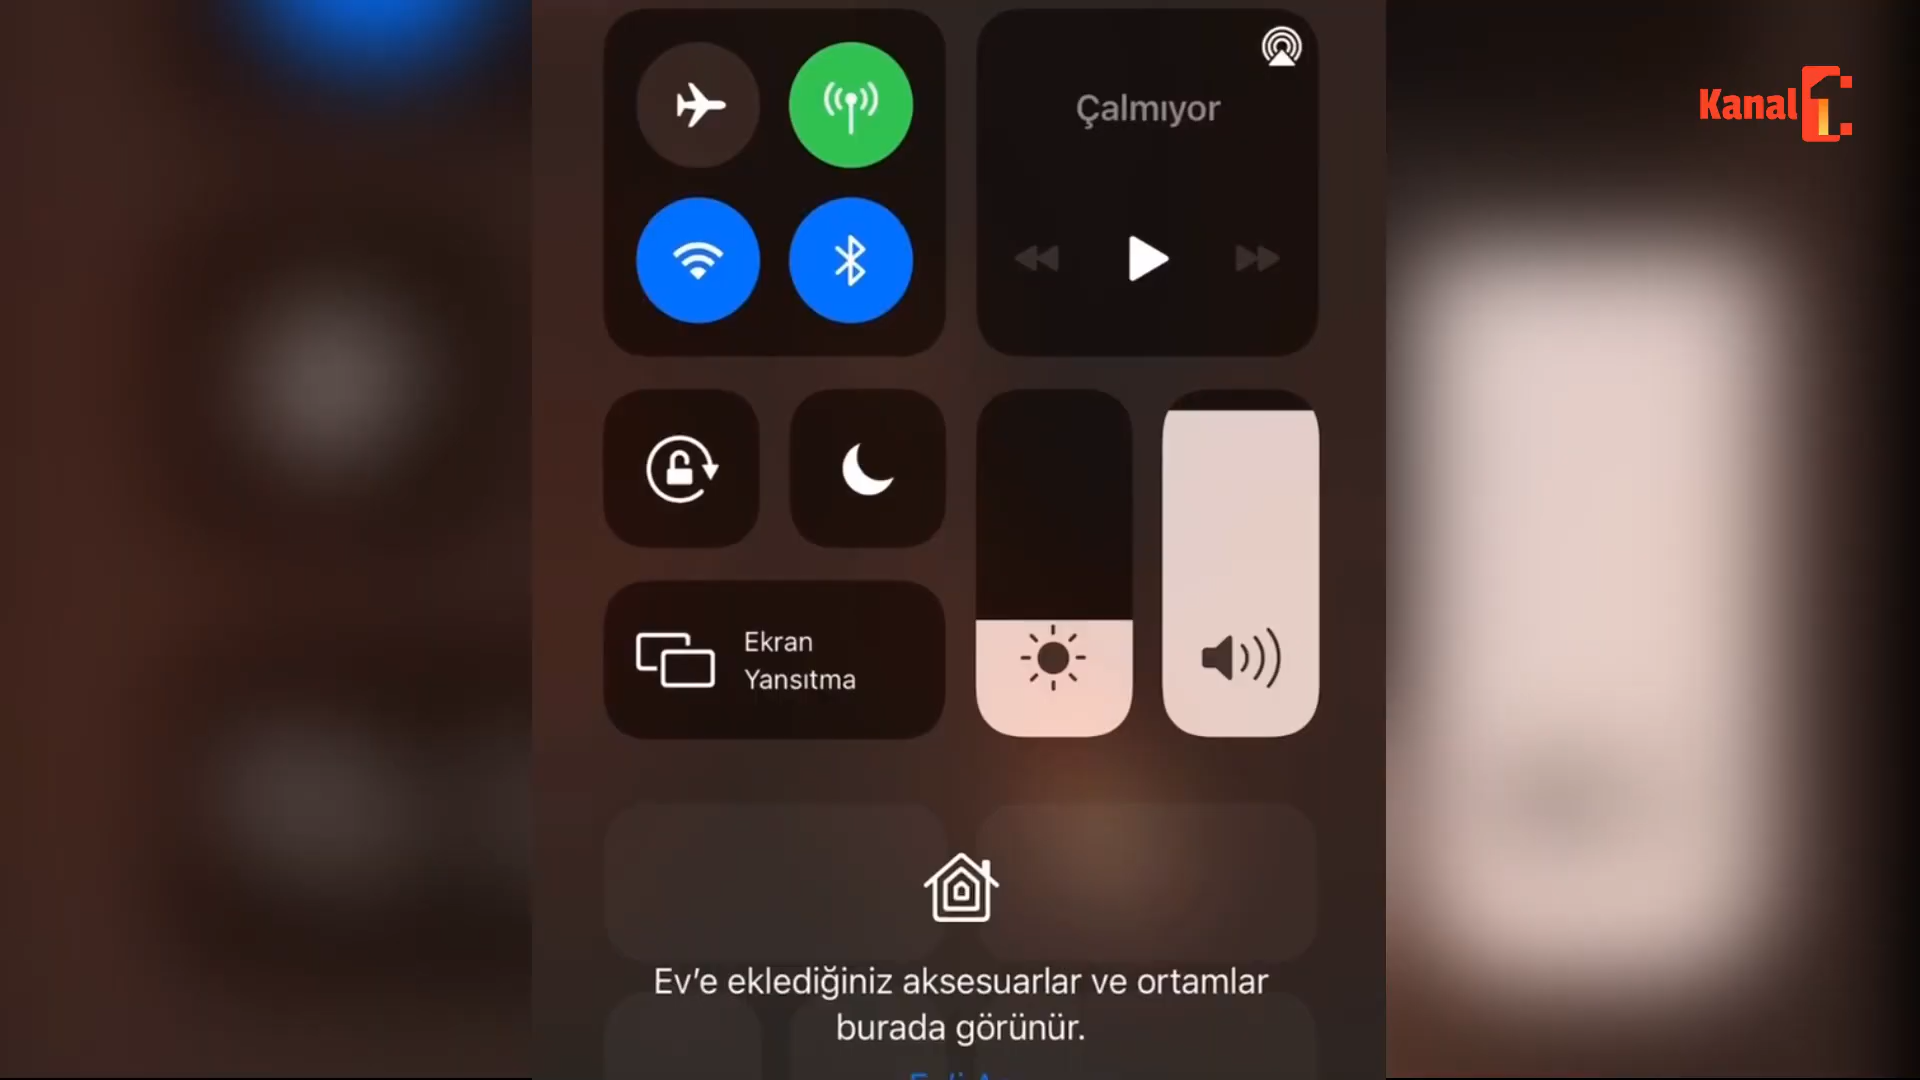 Kanal
Çalmıyor
Ekran
Yansıtma
Ev’e eklediğiniz aksesuarlar ve ortamlar
burada görünür.